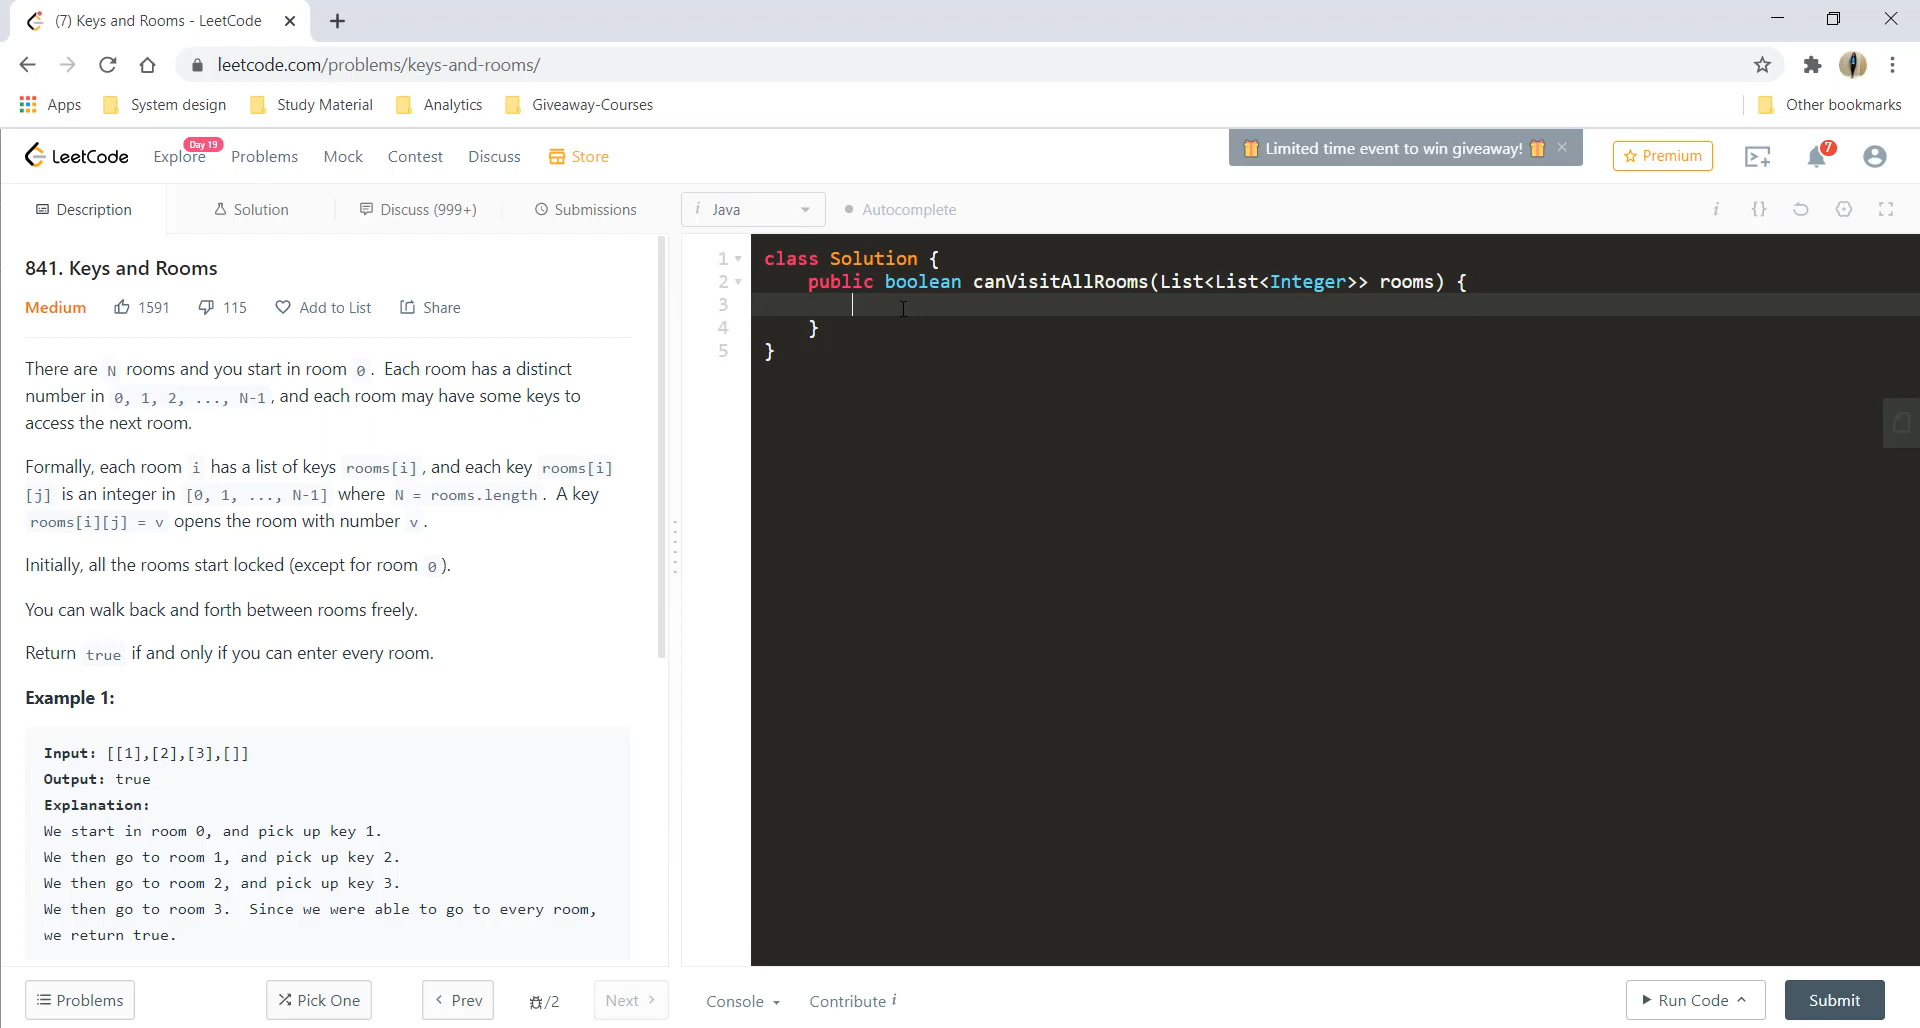 (7) Keys and Rooms - LeetCode
leetcode.com/problems/keys-and-rooms/
Apps System design Study Material Analytics Giveaway-Courses Other bookmarks
LeetCode Explore Day 19 Problems Mock Contest Discuss Store Limited time event to win giveaway! Premium 7
Description Solution Discuss (999+) Submissions i Java Autocomplete i {}
841. Keys and Rooms
Medium 1591 115 Add to List Share
There are N rooms and you start in room 0. Each room has a distinct
number in 0, 1, 2, ..., N-1, and each room may have some keys to
access the next room.
Formally, each room i has a list of keys rooms[i], and each key rooms[i]
[j] is an integer in [0, 1, ..., N-1] where N = rooms.length. A key
rooms[i][j] = v opens the room with number v.
Initially, all the rooms start locked (except for room 0).
You can walk back and forth between rooms freely.
Return true if and only if you can enter every room.
Example 1:
Input: [[1],[2],[3],[]]
Output: true
Explanation:
We start in room 0, and pick up key 1.
We then go to room 1, and pick up key 2.
We then go to room 2, and pick up key 3.
We then go to room 3. Since we were able to go to every room,
we return true.
1 class Solution {
2 public boolean canVisitAllRooms(List<List<Integer>> rooms) {
3
4 }
5 }
Problems Pick One < Prev /2 Next > Console Contribute i Run Code Submit